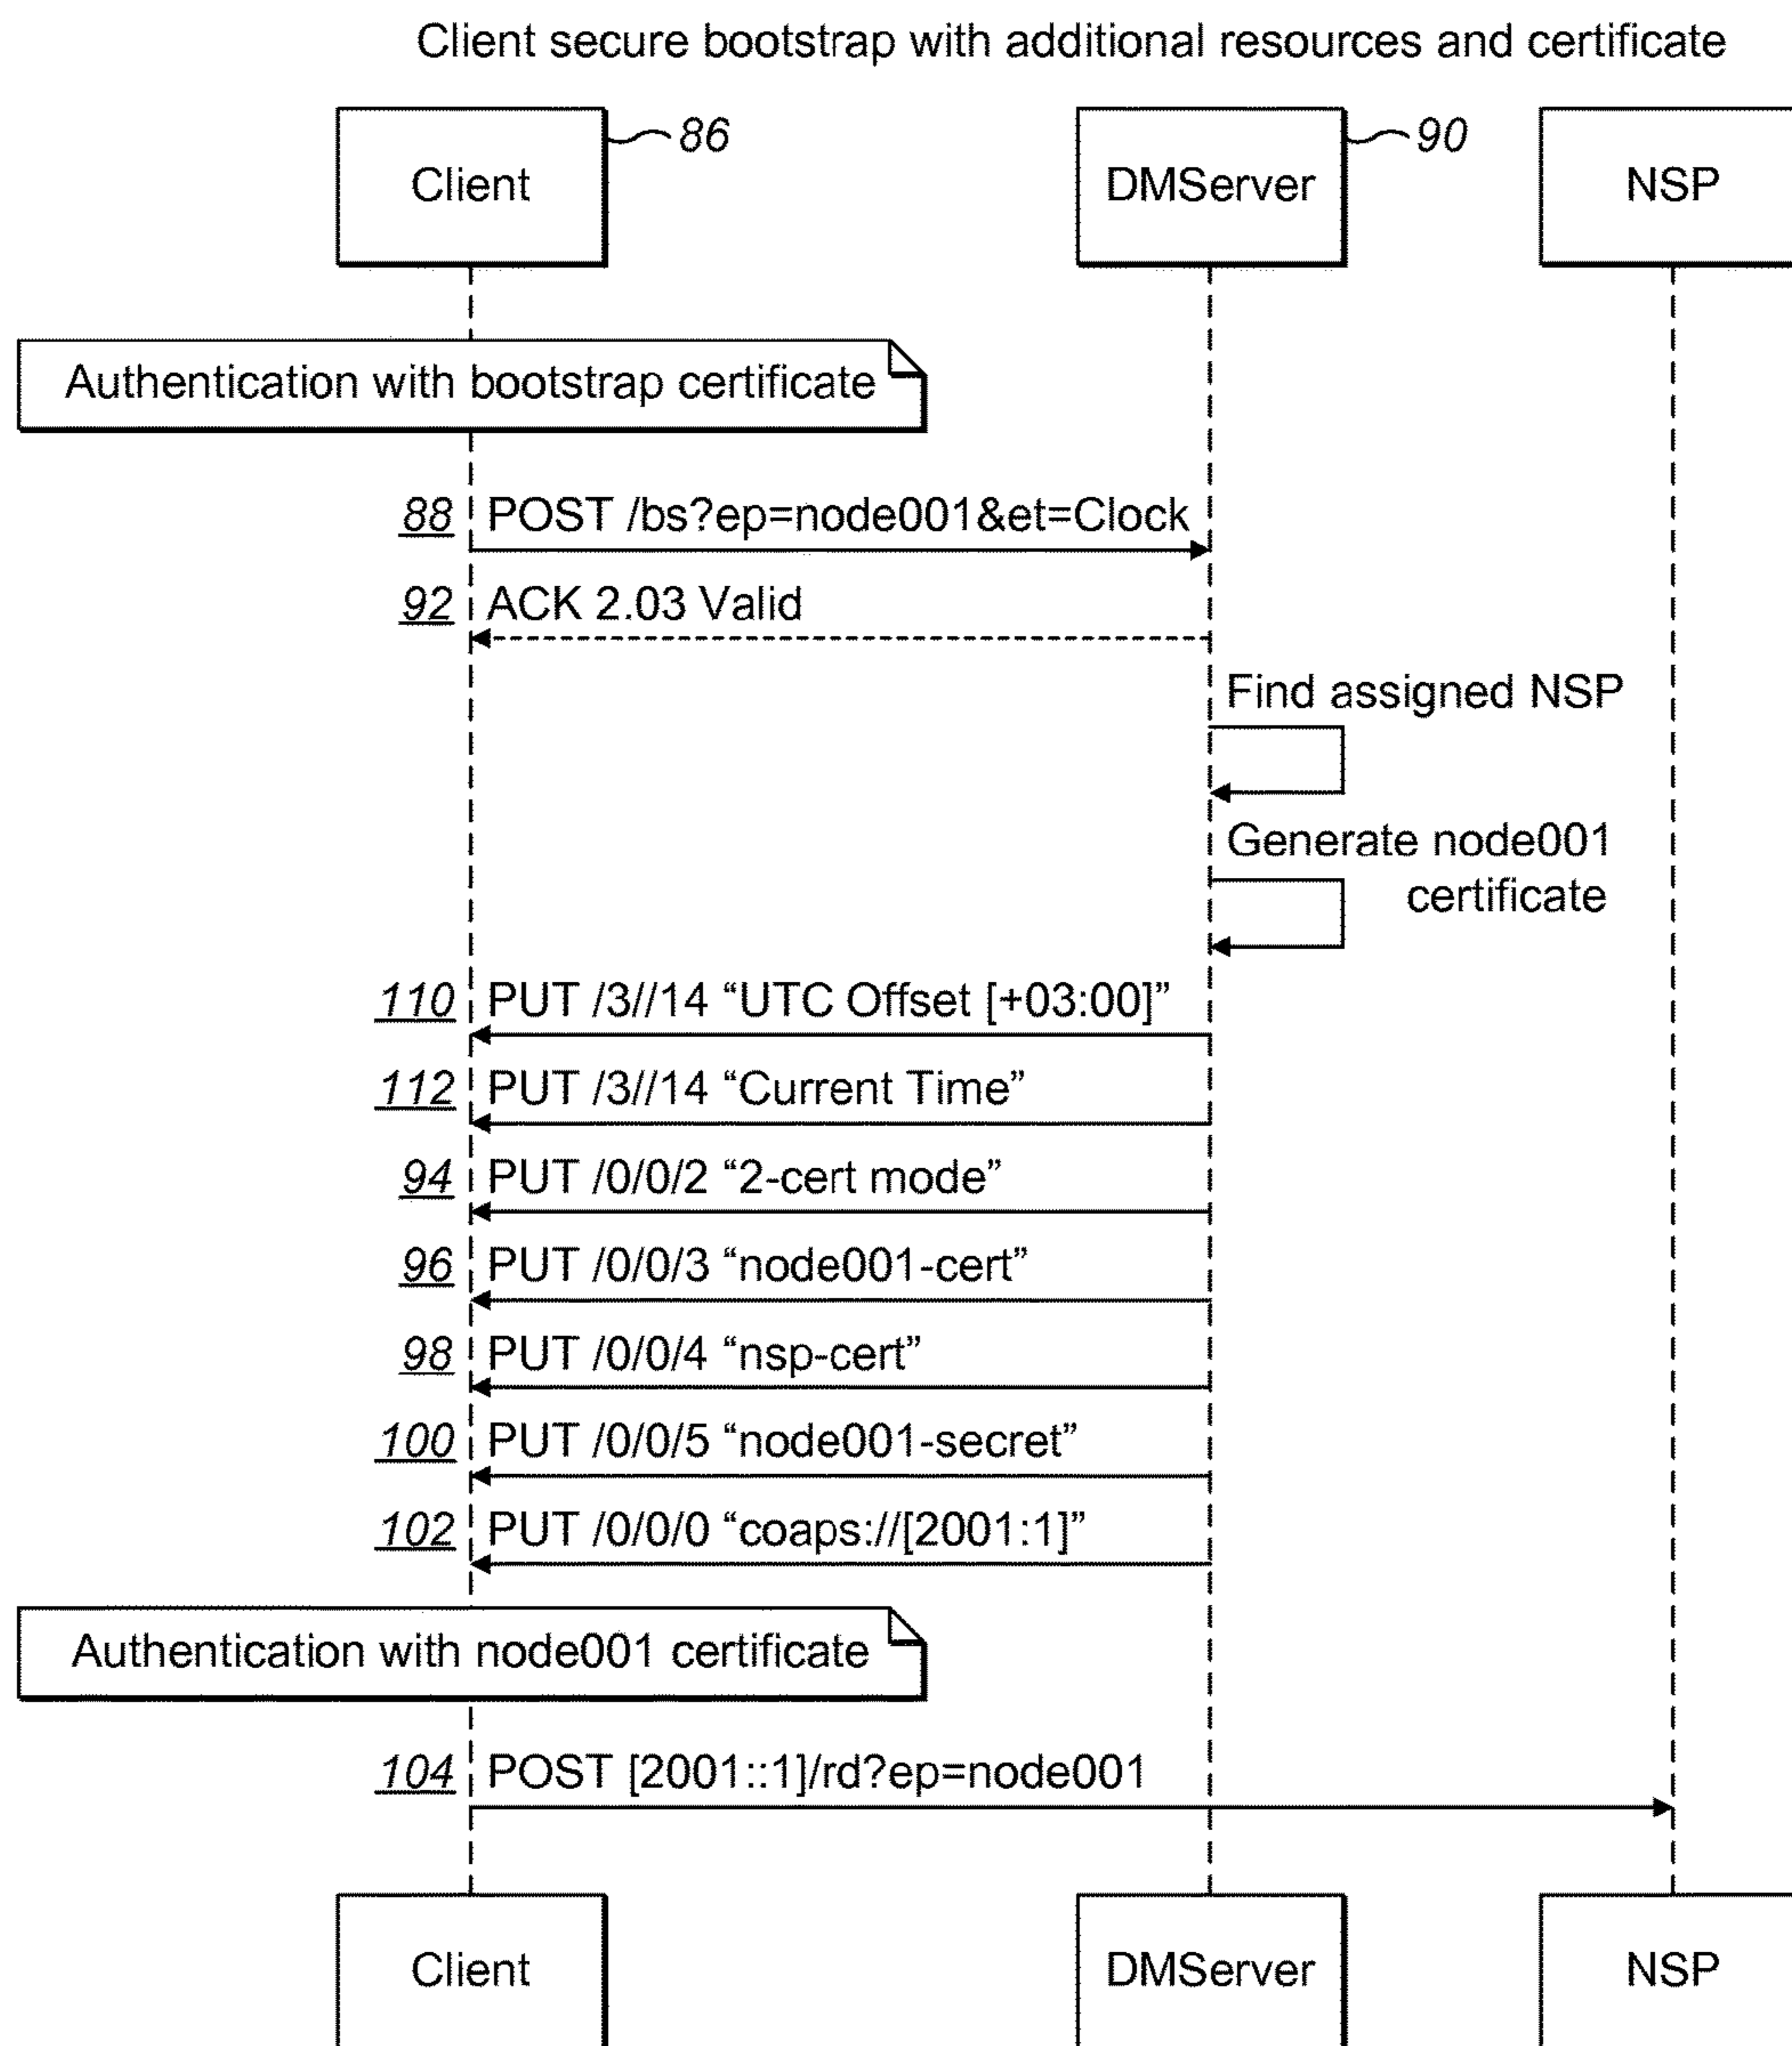 Client secure bootstrap with additional resources and certificate
Client
86
DMServer
90
NSP
Authentication with bootstrap certificate
88 POST /bs?ep=node001&et=Clock
92 ACK 2.03 Valid
Find assigned NSP
Generate node001
certificate
110 PUT /3//14 “UTC Offset [+03:00]”
112 PUT /3//14 “Current Time”
94 PUT /0/0/2 “2-cert mode”
96 PUT /0/0/3 “node001-cert”
98 PUT /0/0/4 “nsp-cert”
100 PUT /0/0/5 “node001-secret”
102 PUT /0/0/0 “coaps://[2001:1]”
Authentication with node001 certificate
104 POST [2001::1]/rd?ep=node001
Client
DMServer
NSP